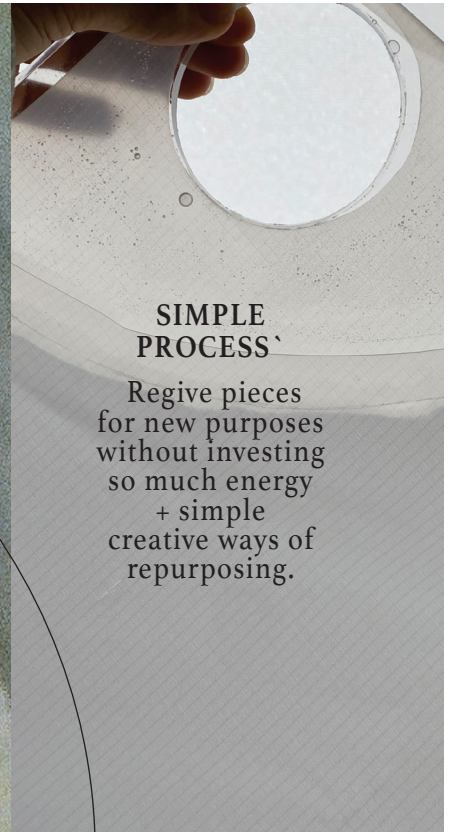 SIMPLE
PROCESS`
Regive pieces
for new purposes
without investing
so much energy
+ simple
creative ways of
repurposing.